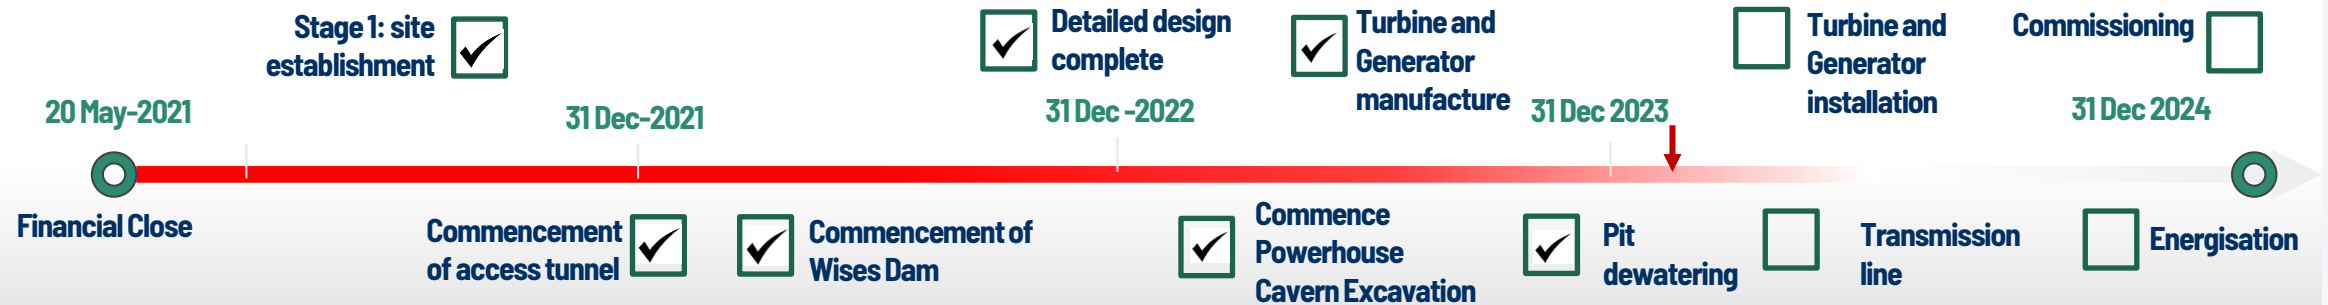 Stage 1: site
establishment
Detailed design
complete
Turbine and
Generator
manufacture
Turbine and
Generator
installation
Commissioning
20 May-2021
31 Dec-2021
31 Dec -2022
31 Dec 2023
31 Dec 2024
Financial Close
Commencement
of access tunnel
Commencement of
Wises Dam
Commence
Powerhouse
Cavern Excavation
Pit
dewatering
Transmission
line
Energisation